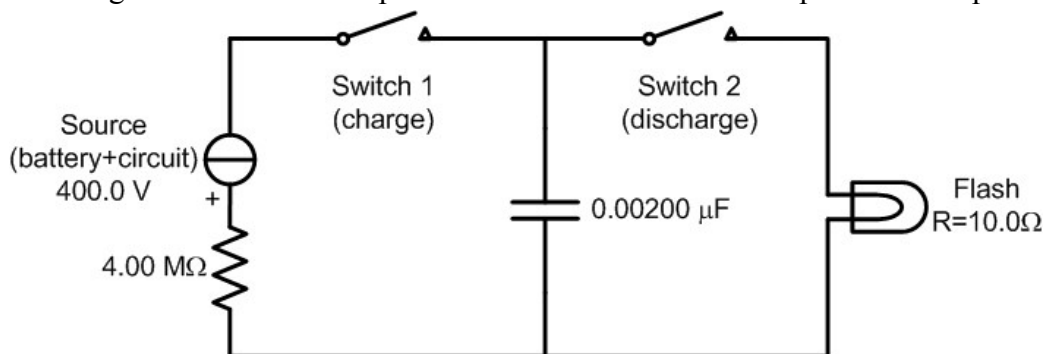 Switch 1
(charge)
Switch 2
(discharge)
Source
(battery+circuit)
400.0 V
+
4.00 MΩ
0.00200 μF
Flash
R=10.0Ω